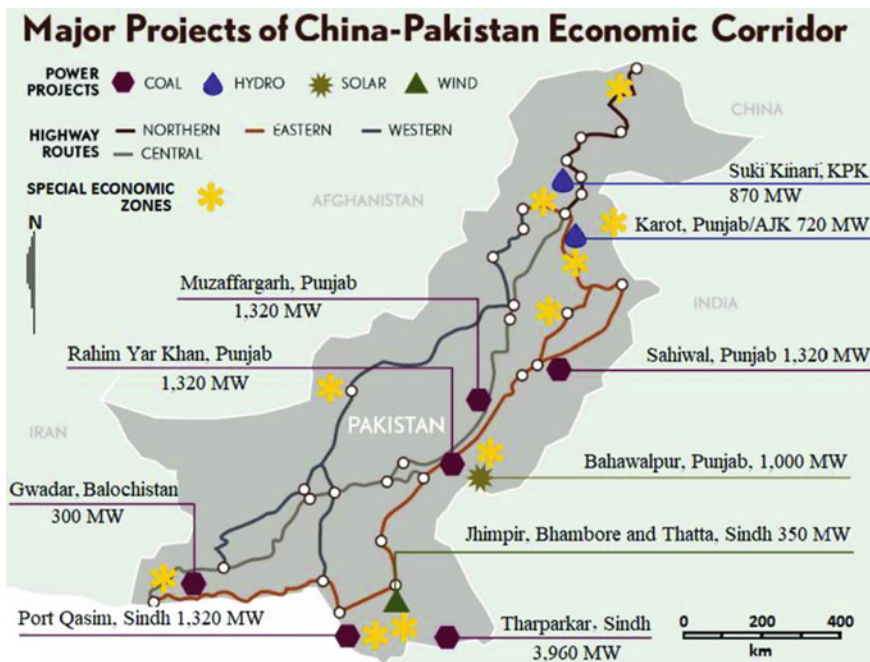 Major Projects of China-Pakistan Economic Corridor
POWER
PROJECTS
COAL
HYDRO
SOLAR
WIND
HIGHWAY
ROUTES
NORTHERN
EASTERN
WESTERN
CENTRAL
SPECIAL ECONOMIC
ZONES
N
CHINA
AFGHANISTAN
Suki Kinari, KPK
870 MW
Karot, Punjab/AJK 720 MW
Muzaffargarh, Punjab
1,320 MW
INDIA
Rahim Yar Khan, Punjab
1,320 MW
Sahiwal, Punjab 1,320 MW
IRAN
PAKISTAN
Bahawalpur, Punjab, 1,000 MW
Gwadar, Balochistan
300 MW
Jhimpir, Bhambore and Thatta, Sindh 350 MW
Port Qasim, Sindh 1,320 MW
Tharparkar, Sindh
3,960 MW
0 200 400
km